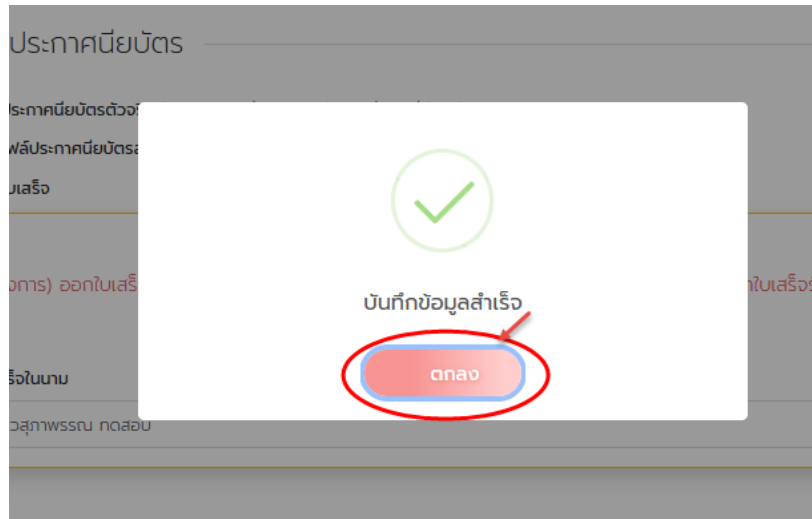 ประกาศนียบัตร
ประกาศนียบัตรตัวจริ
ฟล์ประกาศนียบัตร
บเสร็จ
งการ) ออกใบเสร็
กใบเสร็จร
บันทึกข้อมูลสำเร็จ
ตกลง
ร็จในนาม
วสุภาพรรณ ทดสอบ